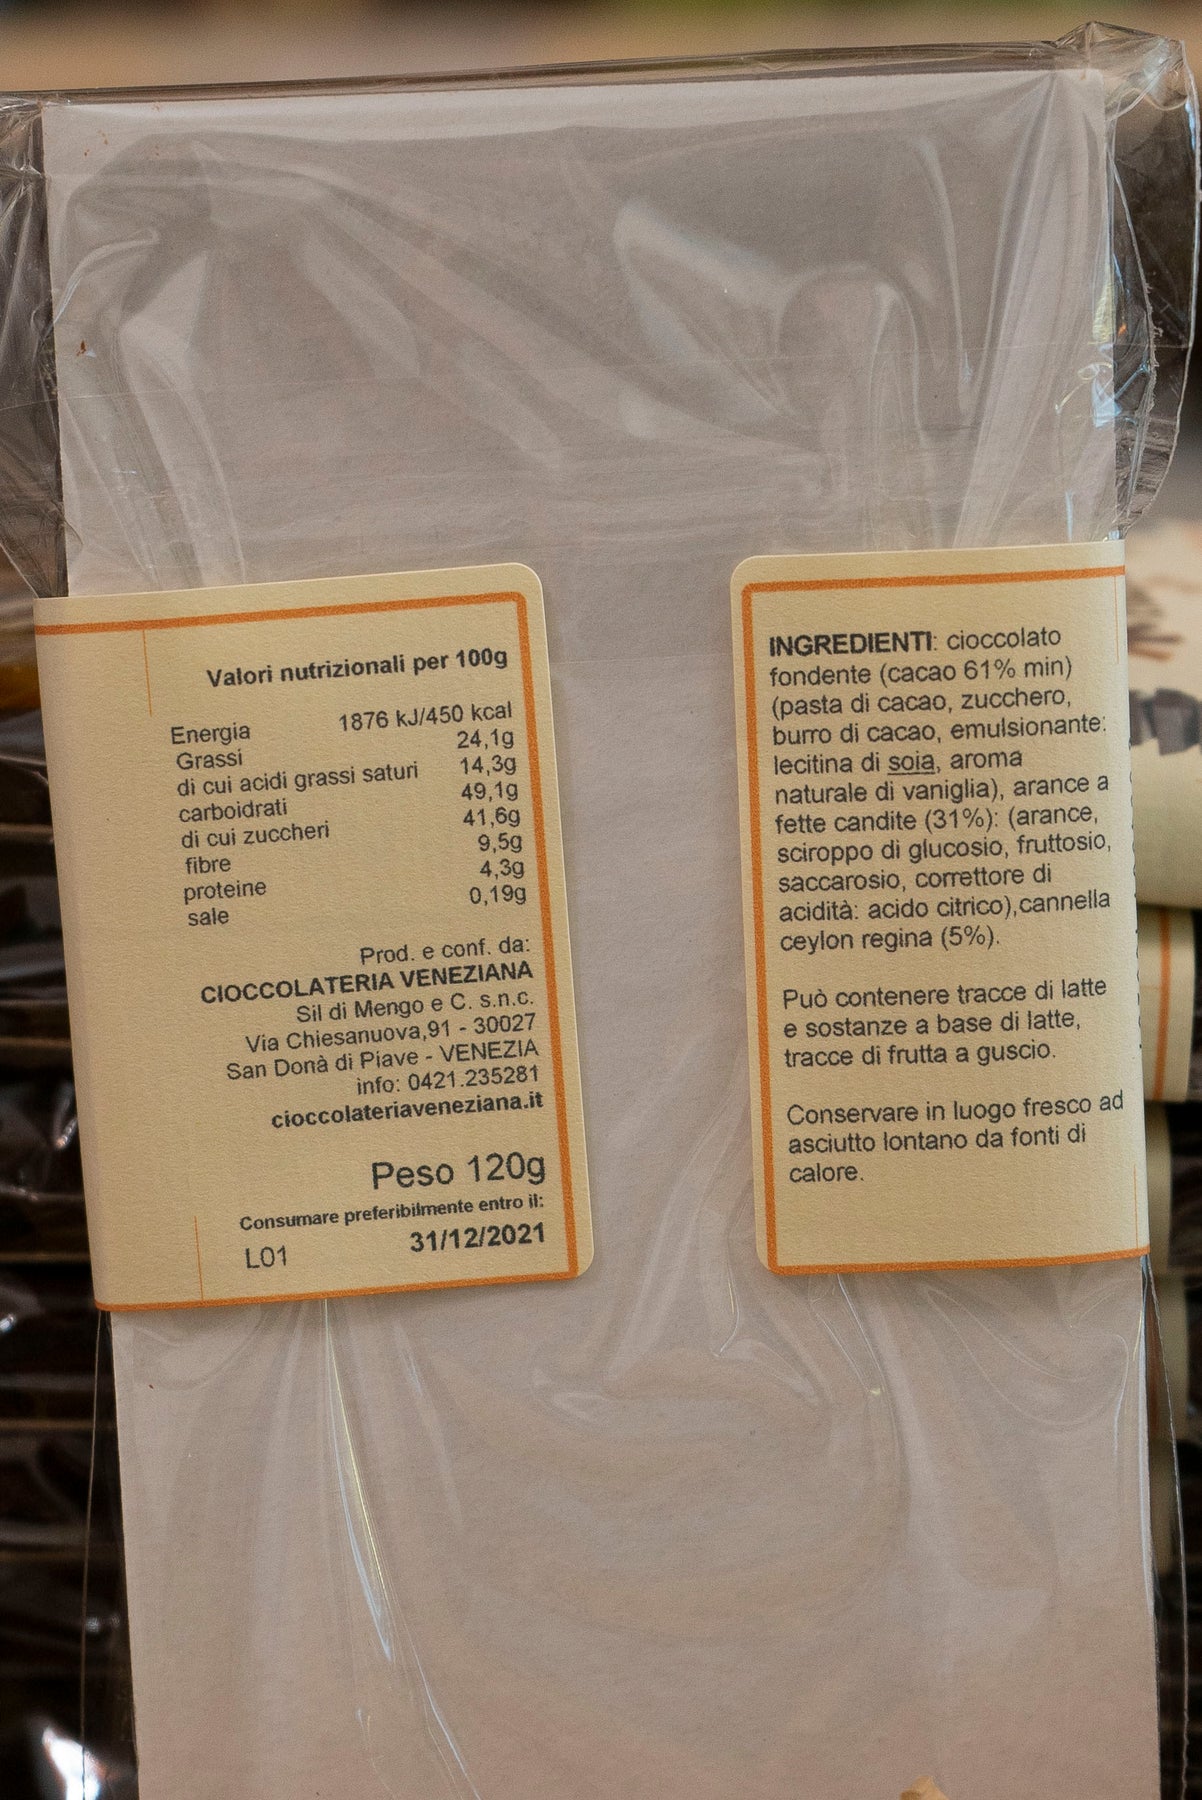 Valori nutrizionali per 100g
Energia 1876 kJ/450 kcal
Grassi 24,1g
di cui acidi grassi saturi 14,3g
carboidrati 49,1g
di cui zuccheri 41,6g
fibre 9,5g
proteine 4,3g
sale 0,19g
Prod. e conf. da:
CIOCCOLATERIA VENEZIANA
Sil di Mengo e C. s.n.c.
Via Chiesanuova,91 - 30027
San Donà di Piave - VENEZIA
info: 0421.235281
cioccolateriaveneziana.it
Peso 120g
Consumare preferibilmente entro il:
L01 31/12/2021
INGREDIENTI: cioccolato
fondente (cacao 61% min)
(pasta di cacao, zucchero,
burro di cacao, emulsionante:
lecitina di soia, aroma
naturale di vaniglia), arance a
fette candite (31%): (arance,
sciroppo di glucosio, fruttosio,
saccarosio, correttore di
acidità: acido citrico),cannella
ceylon regina (5%).
Può contenere tracce di latte
e sostanze a base di latte,
tracce di frutta a guscio.
Conservare in luogo fresco ad
asciutto lontano da fonti di
calore.